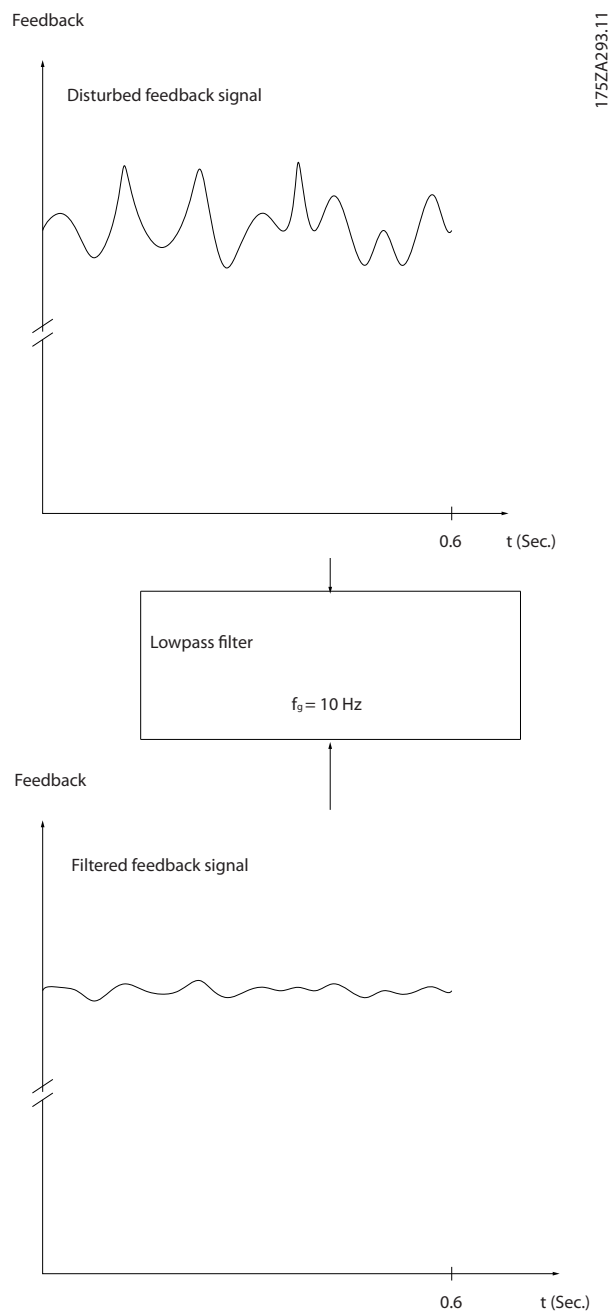 Feedback
175ZA293.11
Disturbed feedback signal
0.6
t (Sec.)
Lowpass filter
fg = 10 Hz
Feedback
Filtered feedback signal
0.6
t (Sec.)